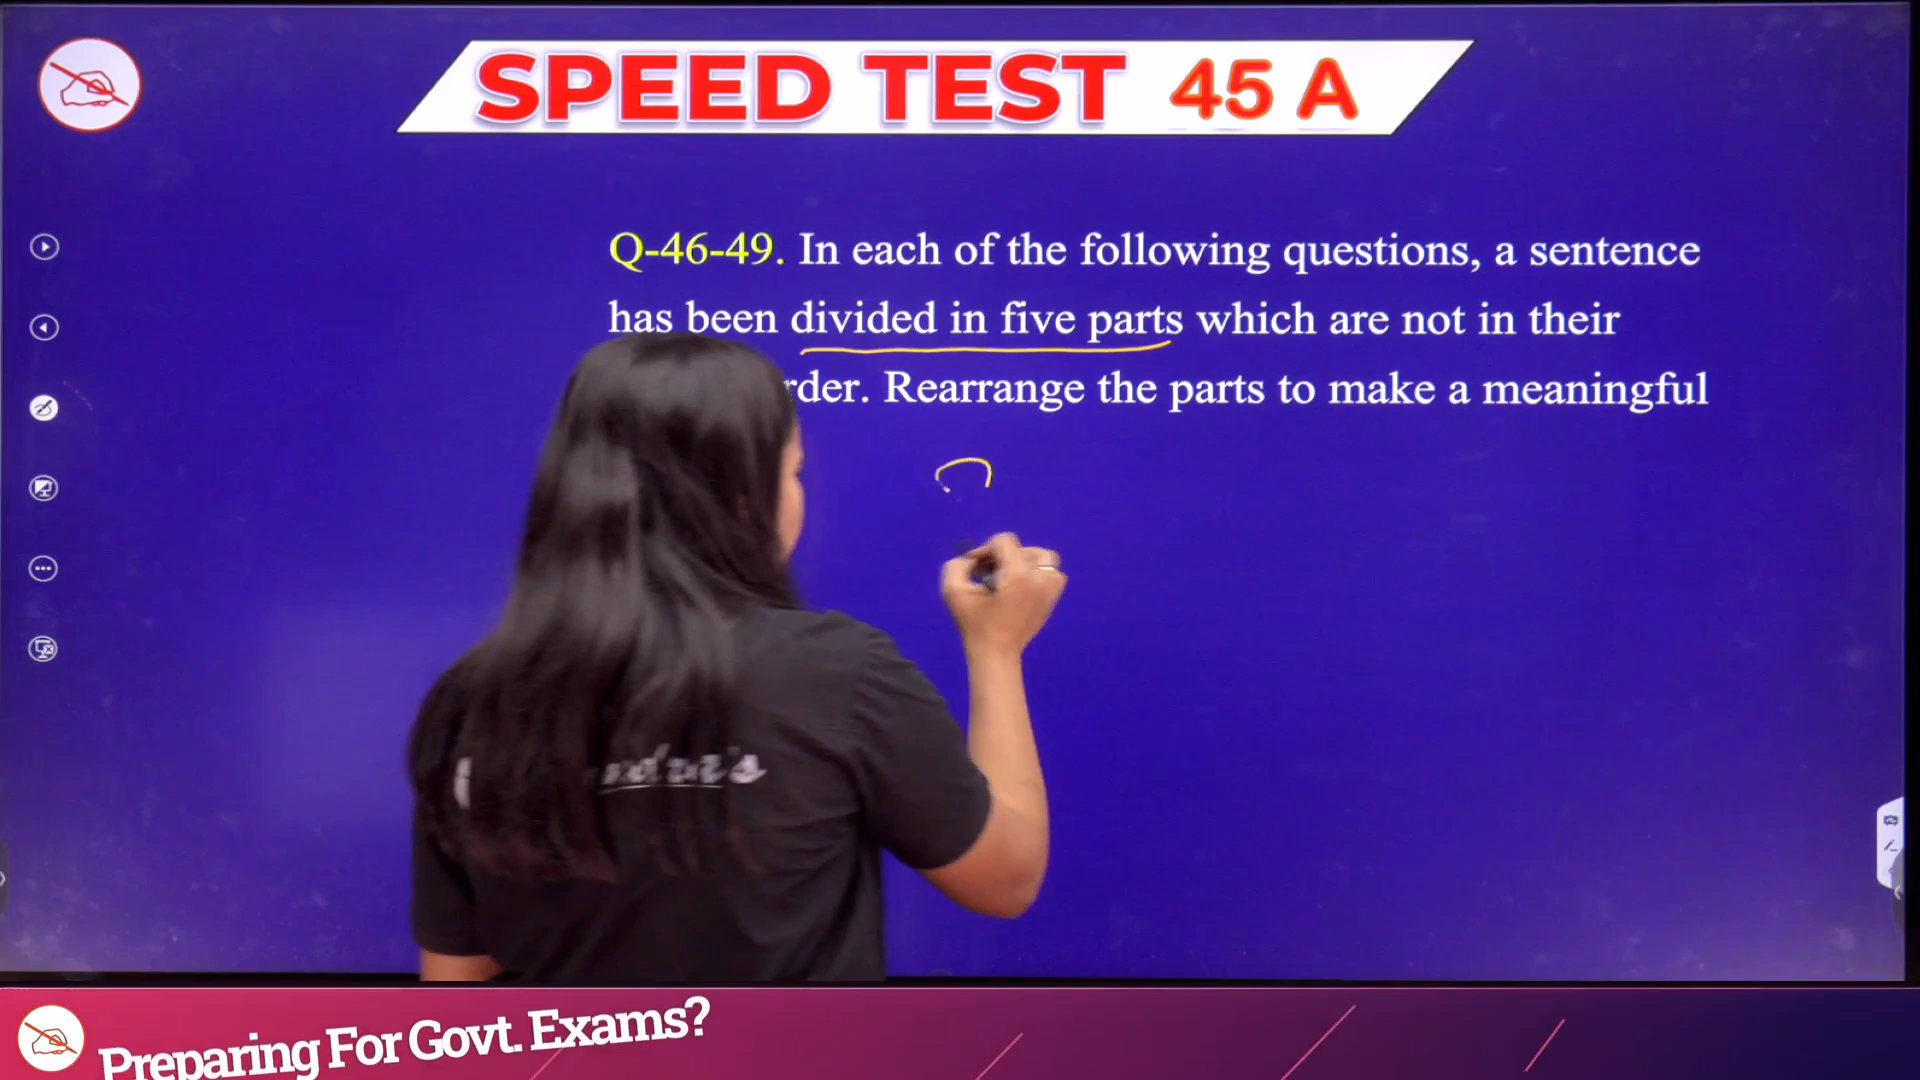 SPEED TEST 45 A
Q-46-49. In each of the following questions, a sentence
has been divided in five parts which are not in their
rder. Rearrange the parts to make a meaningful
Preparing For Govt. Exams?